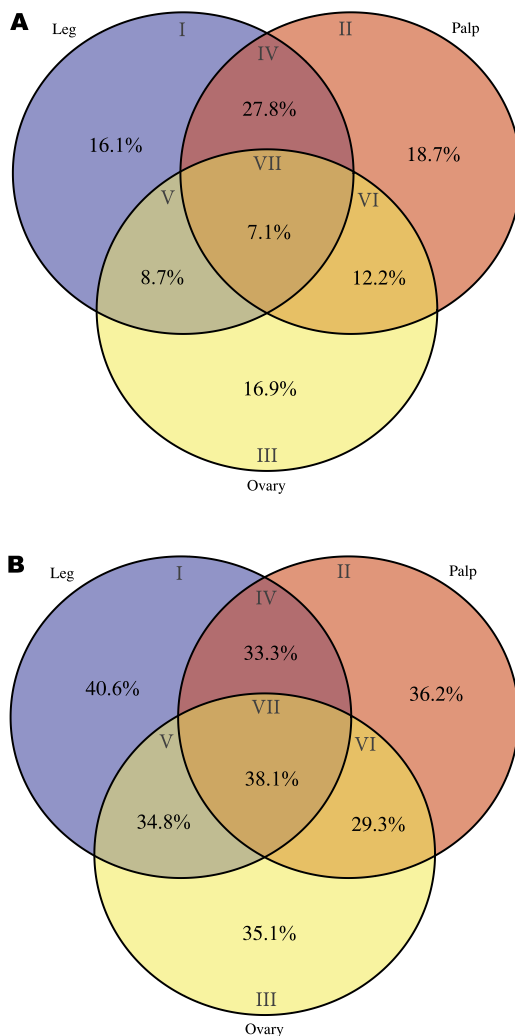 A
Leg
I
II
Palp
IV
27.8%
16.1%
18.7%
VII
V
VI
7.1%
8.7%
12.2%
16.9%
III
Ovary
B
Leg
I
II
Palp
IV
33.3%
40.6%
36.2%
VII
V
VI
38.1%
34.8%
29.3%
35.1%
III
Ovary